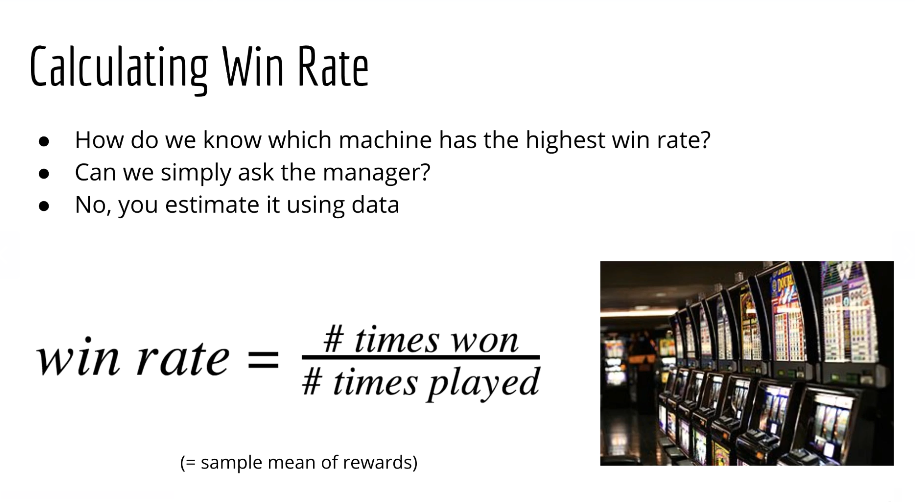 Calculating Win Rate
● How do we know which machine has the highest win rate?
● Can we simply ask the manager?
● No, you estimate it using data
win rate = # times won
# times played
(= sample mean of rewards)